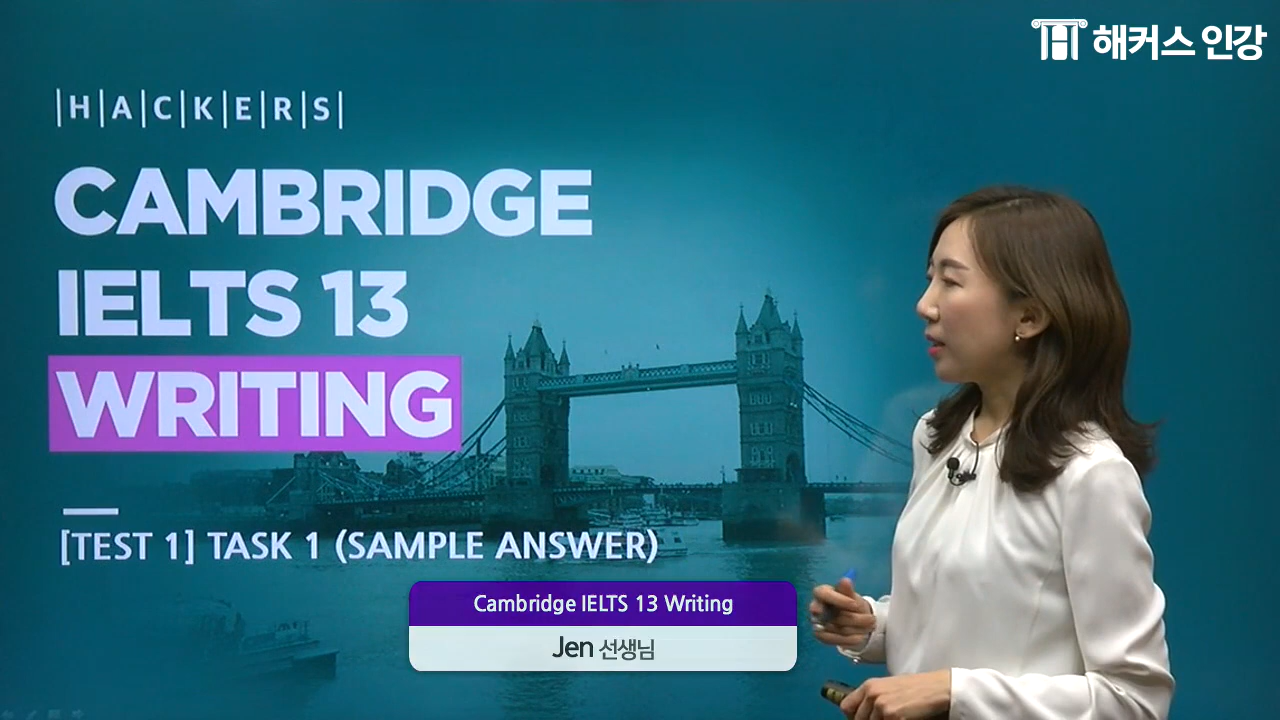 해커스 인강
|H|A|C|K|E|R|S|
CAMBRIDGE
IELTS 13
WRITING
[TEST 1] TASK 1 (SAMPLE ANSWER)
Cambridge IELTS 13 Writing
Jen 선생님